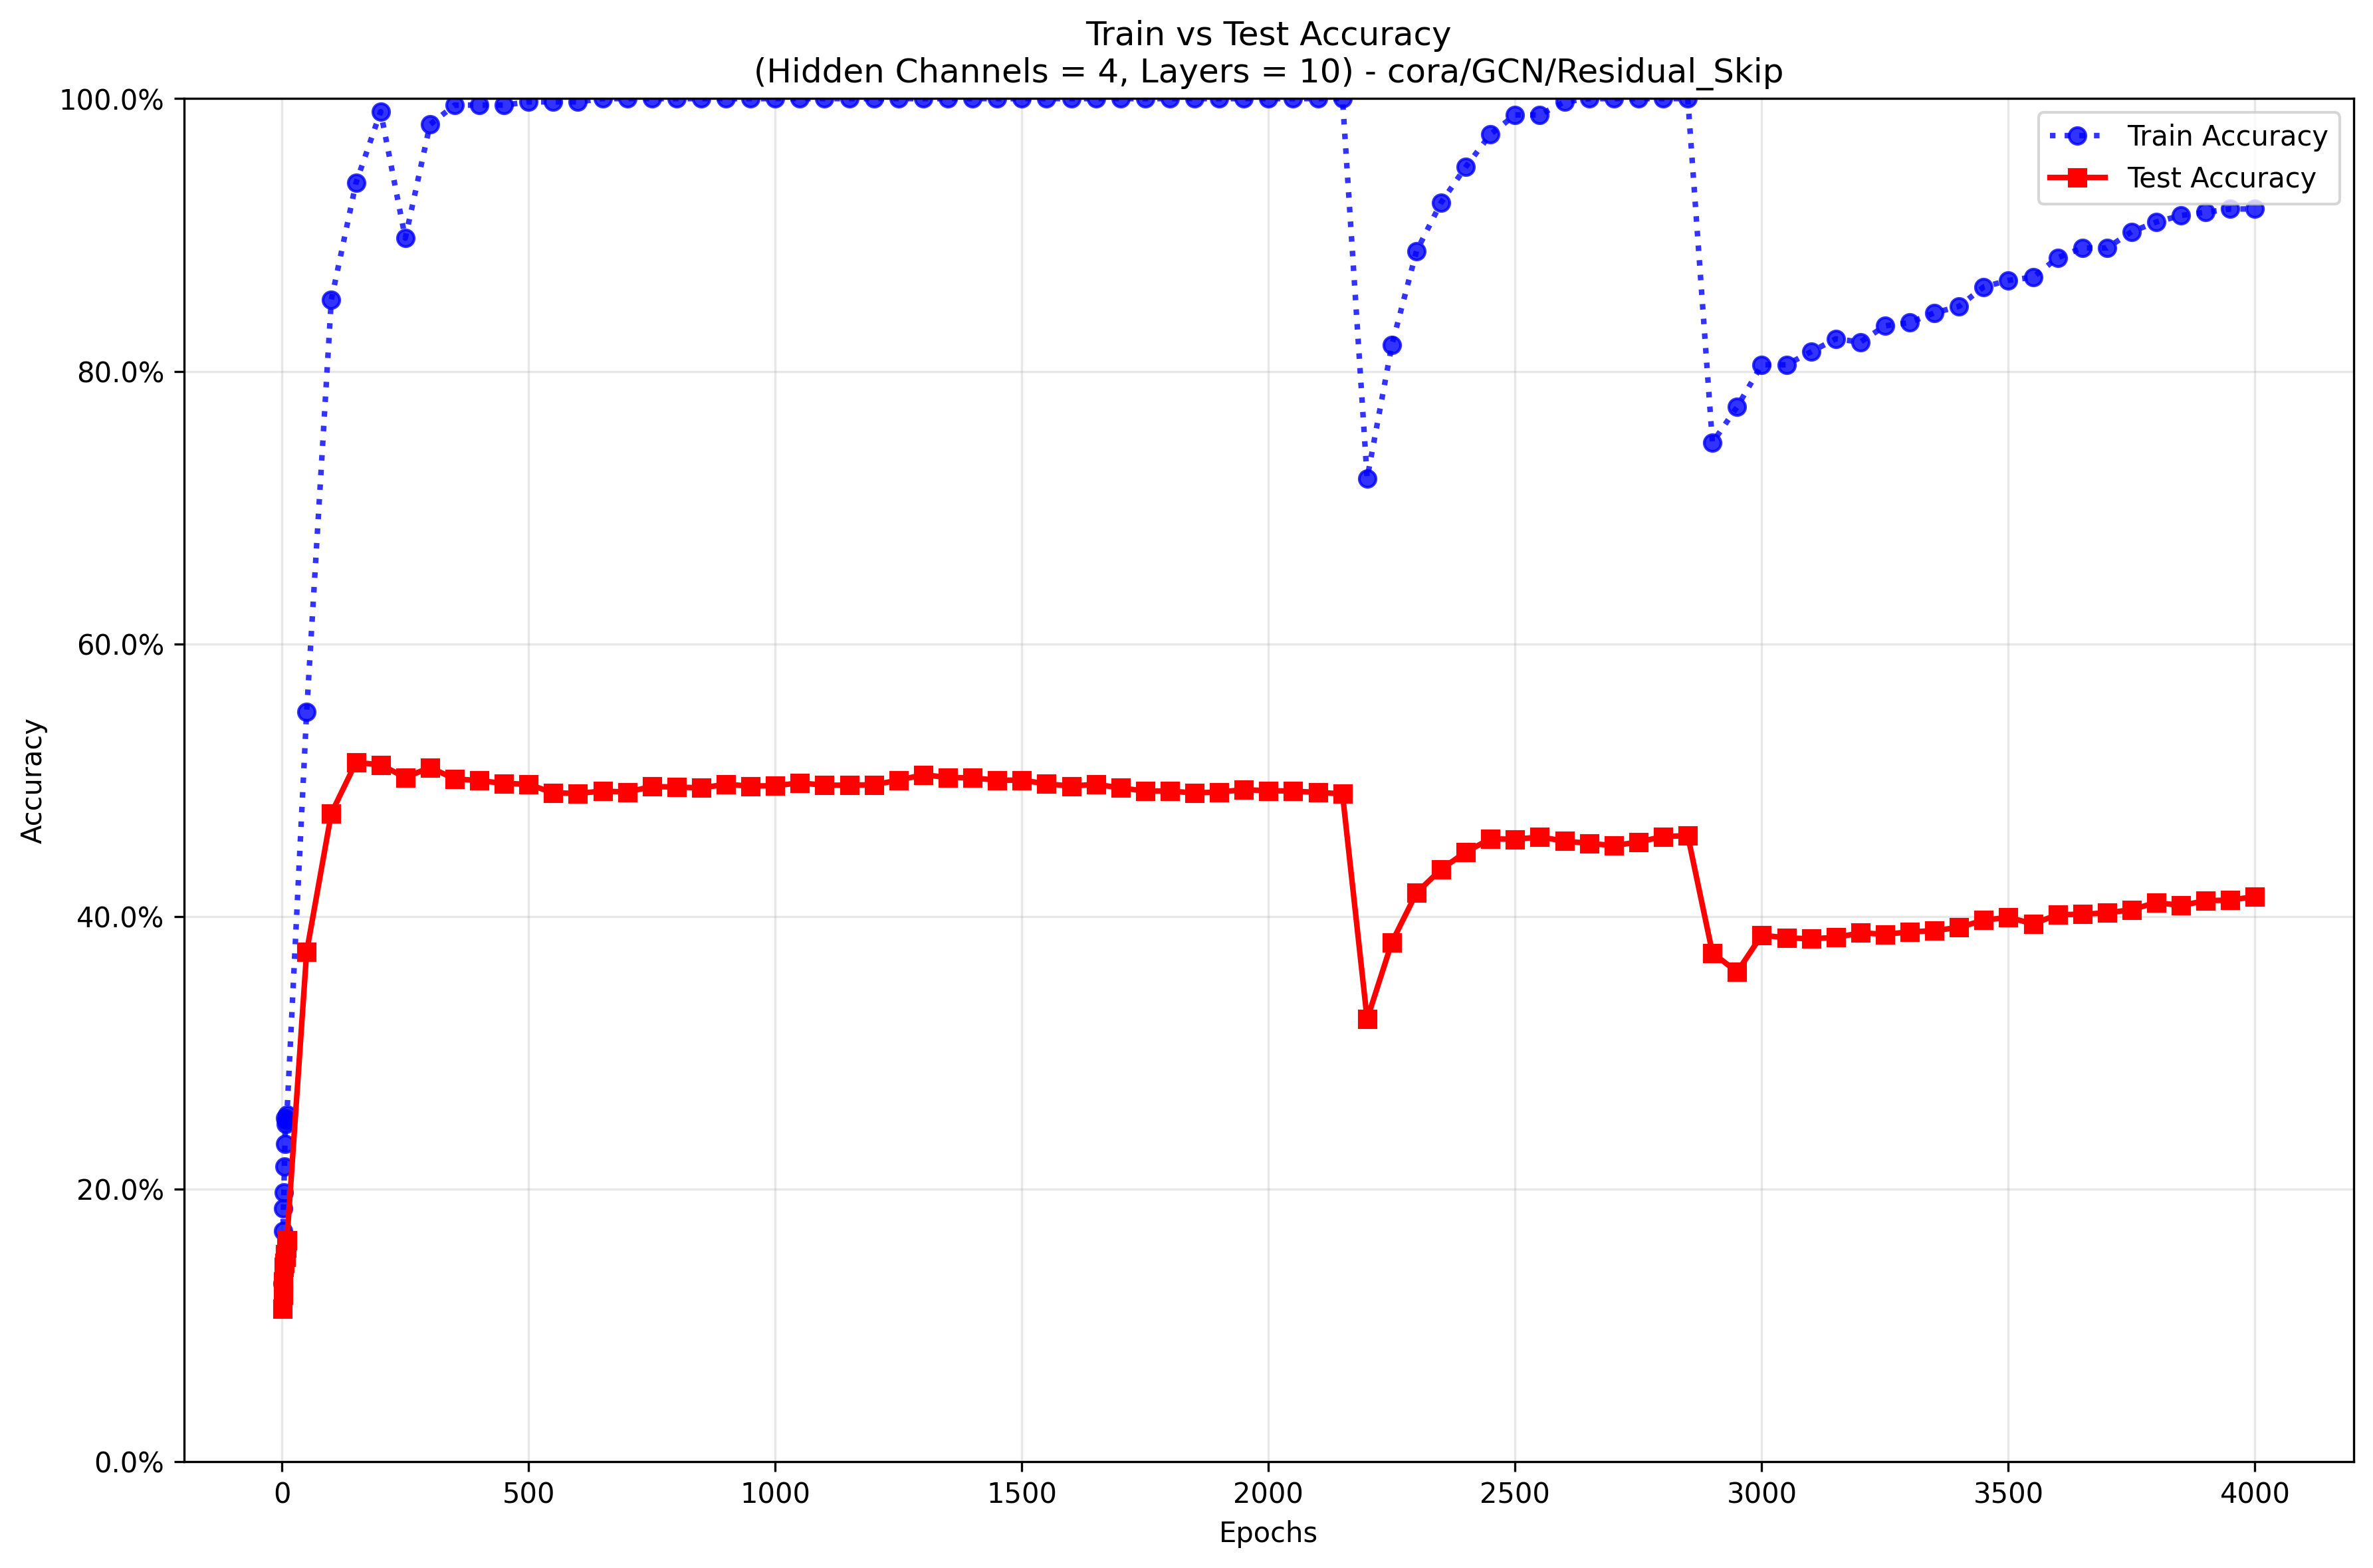 Train vs Test Accuracy
(Hidden Channels = 4, Layers = 10) - cora/GCN/Residual_Skip
100.0%
80.0%
60.0%
40.0%
20.0%
0.0%
Accuracy
Train Accuracy
Test Accuracy
0 500 1000 1500 2000 2500 3000 3500 4000
Epochs